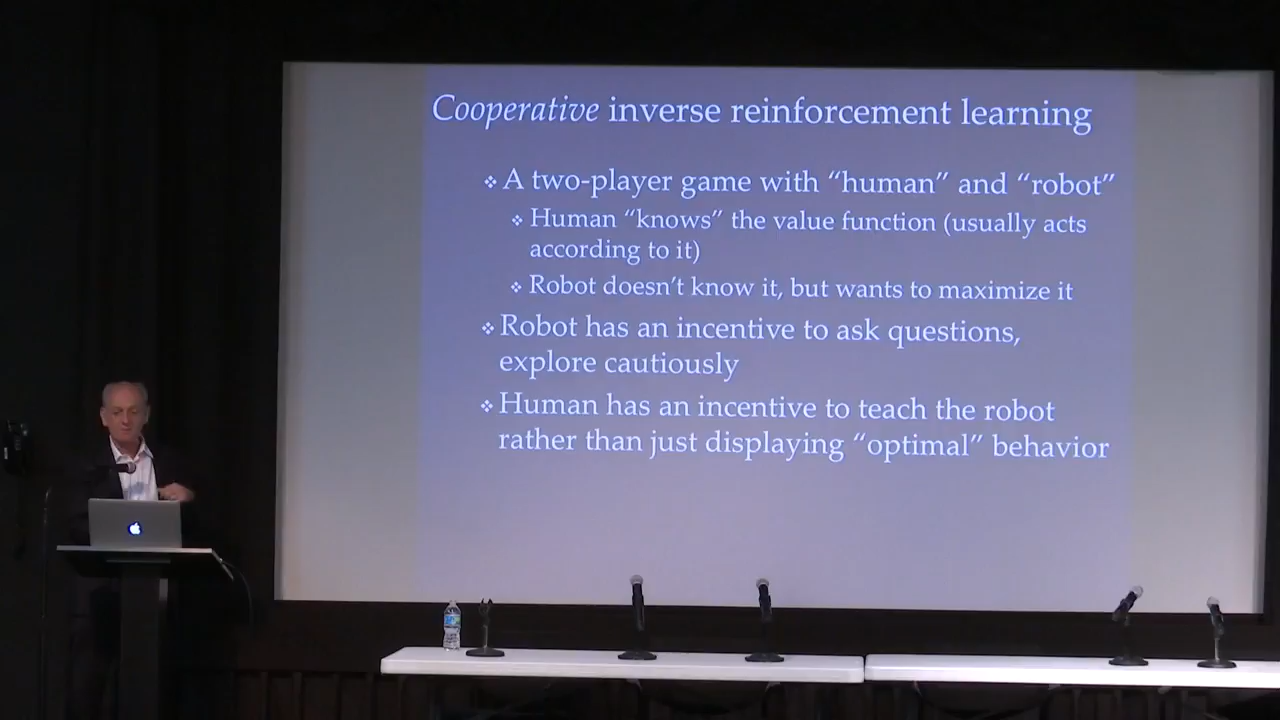 Cooperative inverse reinforcement learning
❖ A two-player game with “human” and “robot”
❖ Human “knows” the value function (usually acts
according to it)
❖ Robot doesn’t know it, but wants to maximize it
❖ Robot has an incentive to ask questions,
explore cautiously
❖ Human has an incentive to teach the robot
rather than just displaying “optimal” behavior